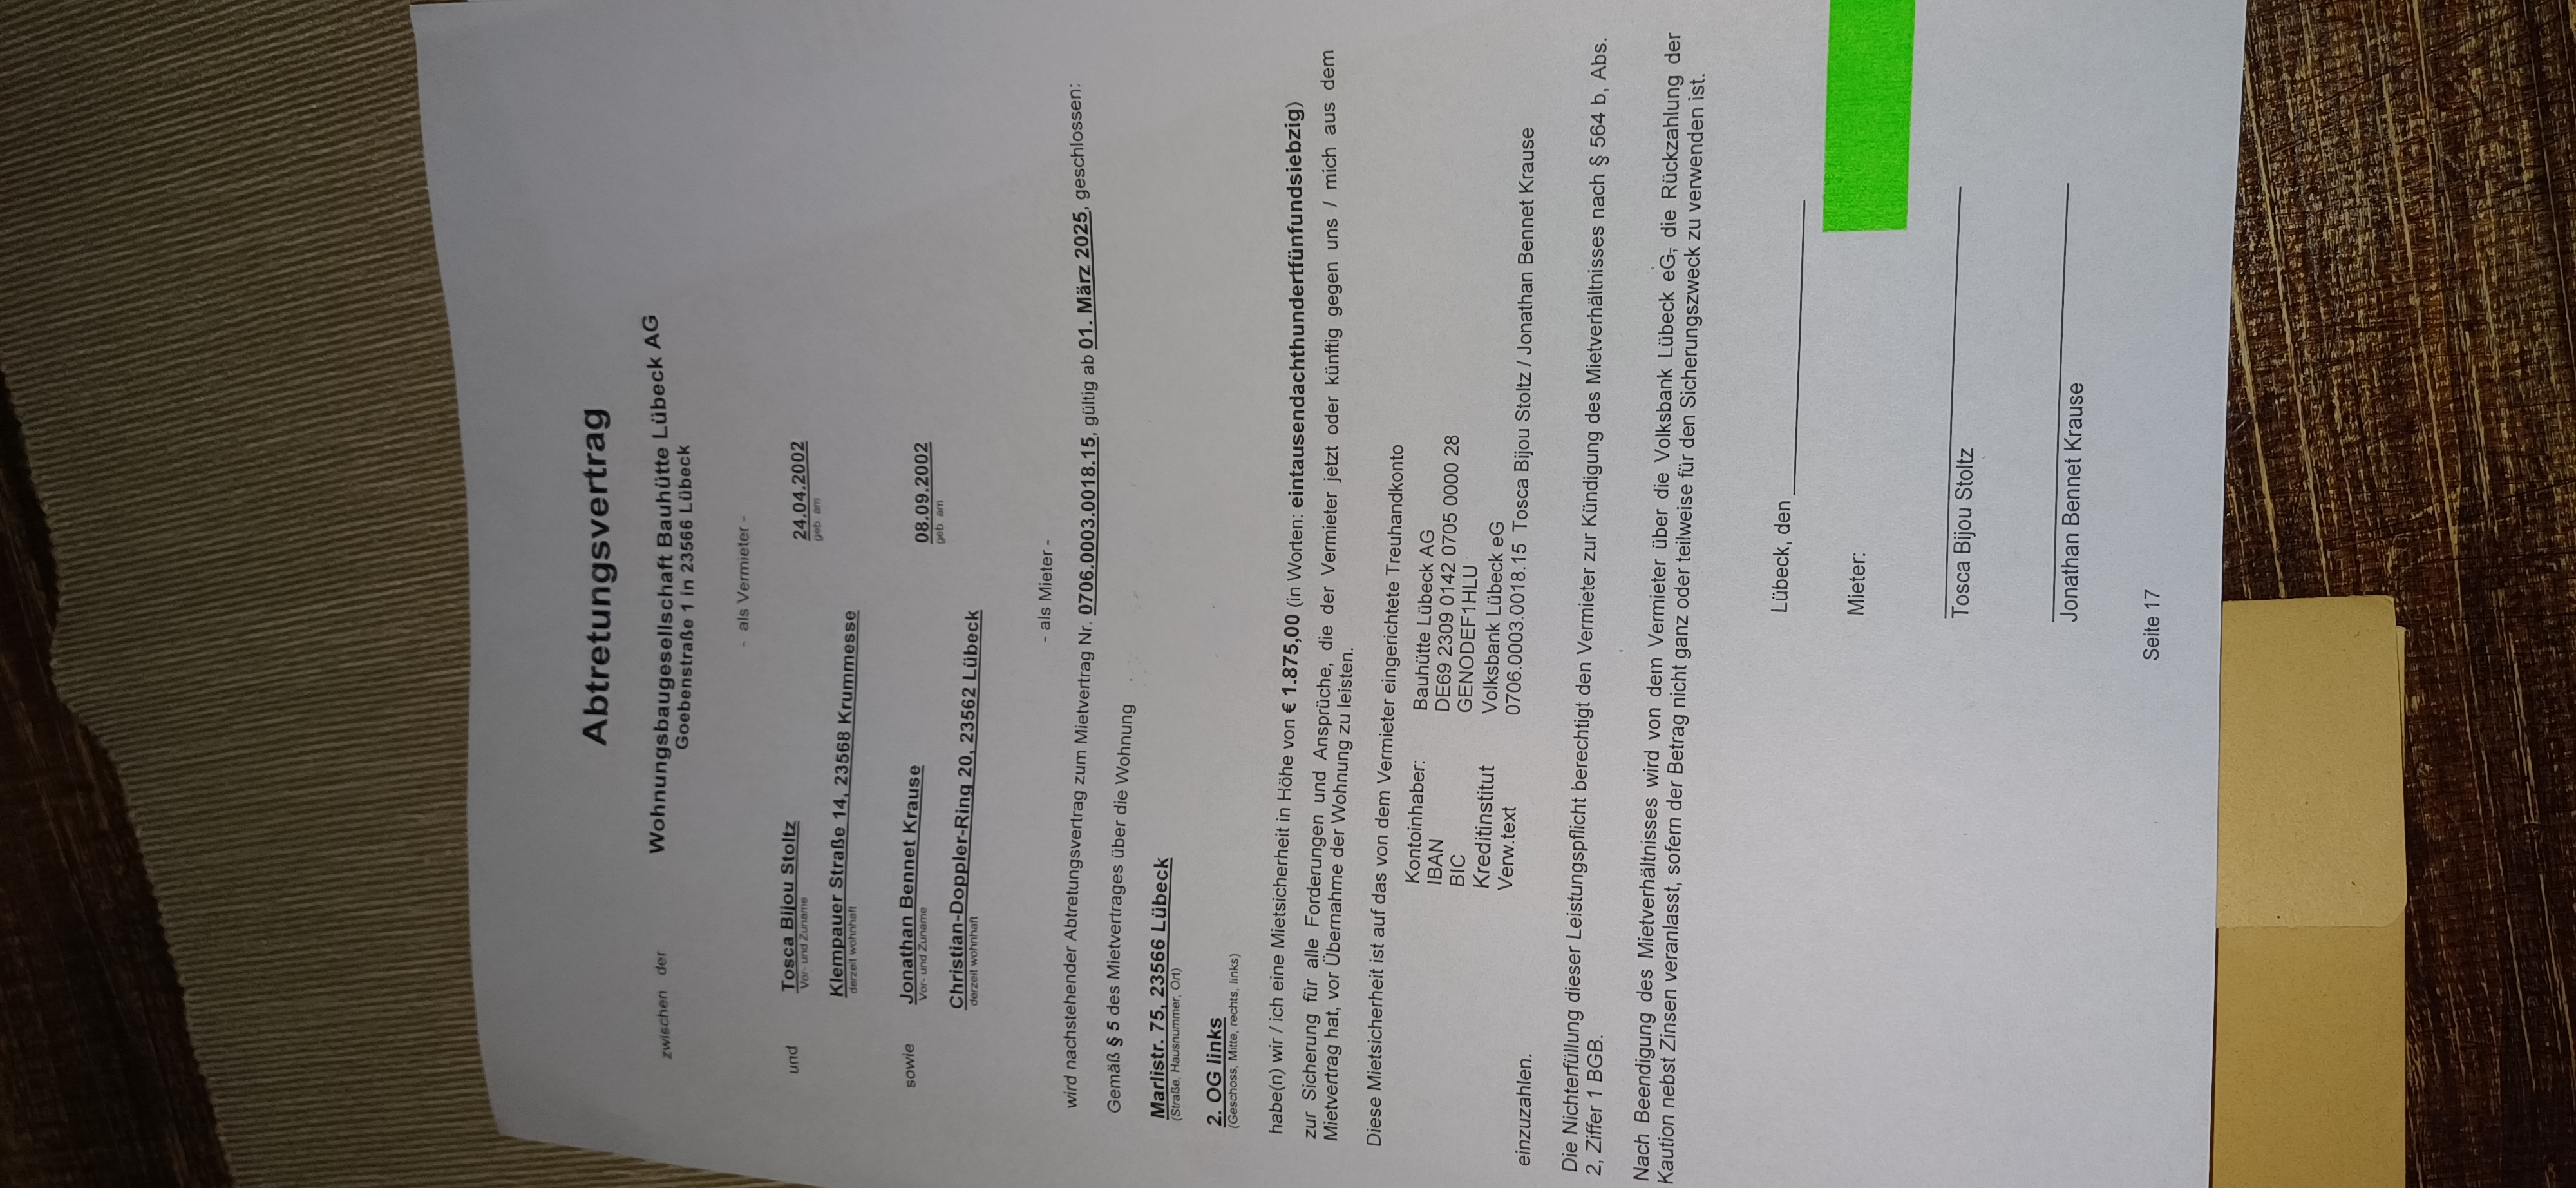 Abtretungsvertrag
zwischen der Wohnungsbaugesellschaft Bauhütte Lübeck AG
Goebenstraße 1 in 23566 Lübeck
- als Vermieter -
und Tosca Bijou Stoltz 24.04.2002
Vor- und Zuname geb. am
Klempauer Straße 14, 23568 Krummesse
derzeit wohnhaft
sowie Jonathan Bennet Krause 08.09.2002
Vor- und Zuname geb. am
Christian-Doppler-Ring 20, 23562 Lübeck
derzeit wohnhaft
- als Mieter -
wird nachstehender Abtretungsvertrag zum Mietvertrag Nr. 0706.0003.0018.15, gültig ab 01. März 2025, geschlossen:
Gemäß § 5 des Mietvertrages über die Wohnung
Marlistr. 75, 23566 Lübeck
(Straße, Hausnummer, Ort)
2. OG links
(Geschoss, Mitte, rechts, links)
habe(n) wir / ich eine Mietsicherheit in Höhe von € 1.875,00 (in Worten: eintausendachthundertfünfundsiebzig)
zur Sicherung für alle Forderungen und Ansprüche, die der Vermieter jetzt oder künftig gegen uns / mich aus dem
Mietvertrag hat, vor Übernahme der Wohnung zu leisten.
Diese Mietsicherheit ist auf das von dem Vermieter eingerichtete Treuhandkonto
Kontoinhaber: Bauhütte Lübeck AG
IBAN DE69 2309 0142 0705 0000 28
BIC GENODEF1HLU
Kreditinstitut Volksbank Lübeck eG
Verw.text 0706.0003.0018.15 Tosca Bijou Stoltz / Jonathan Bennet Krause
einzuzahlen.
Die Nichterfüllung dieser Leistungspflicht berechtigt den Vermieter zur Kündigung des Mietverhältnisses nach § 564 b, Abs.
2, Ziffer 1 BGB.
Nach Beendigung des Mietverhältnisses wird von dem Vermieter über die Volksbank Lübeck eG, die Rückzahlung der
Kaution nebst Zinsen veranlasst, sofern der Betrag nicht ganz oder teilweise für den Sicherungszweck zu verwenden ist.
Lübeck, den
Mieter:
Tosca Bijou Stoltz
Jonathan Bennet Krause
Seite 17